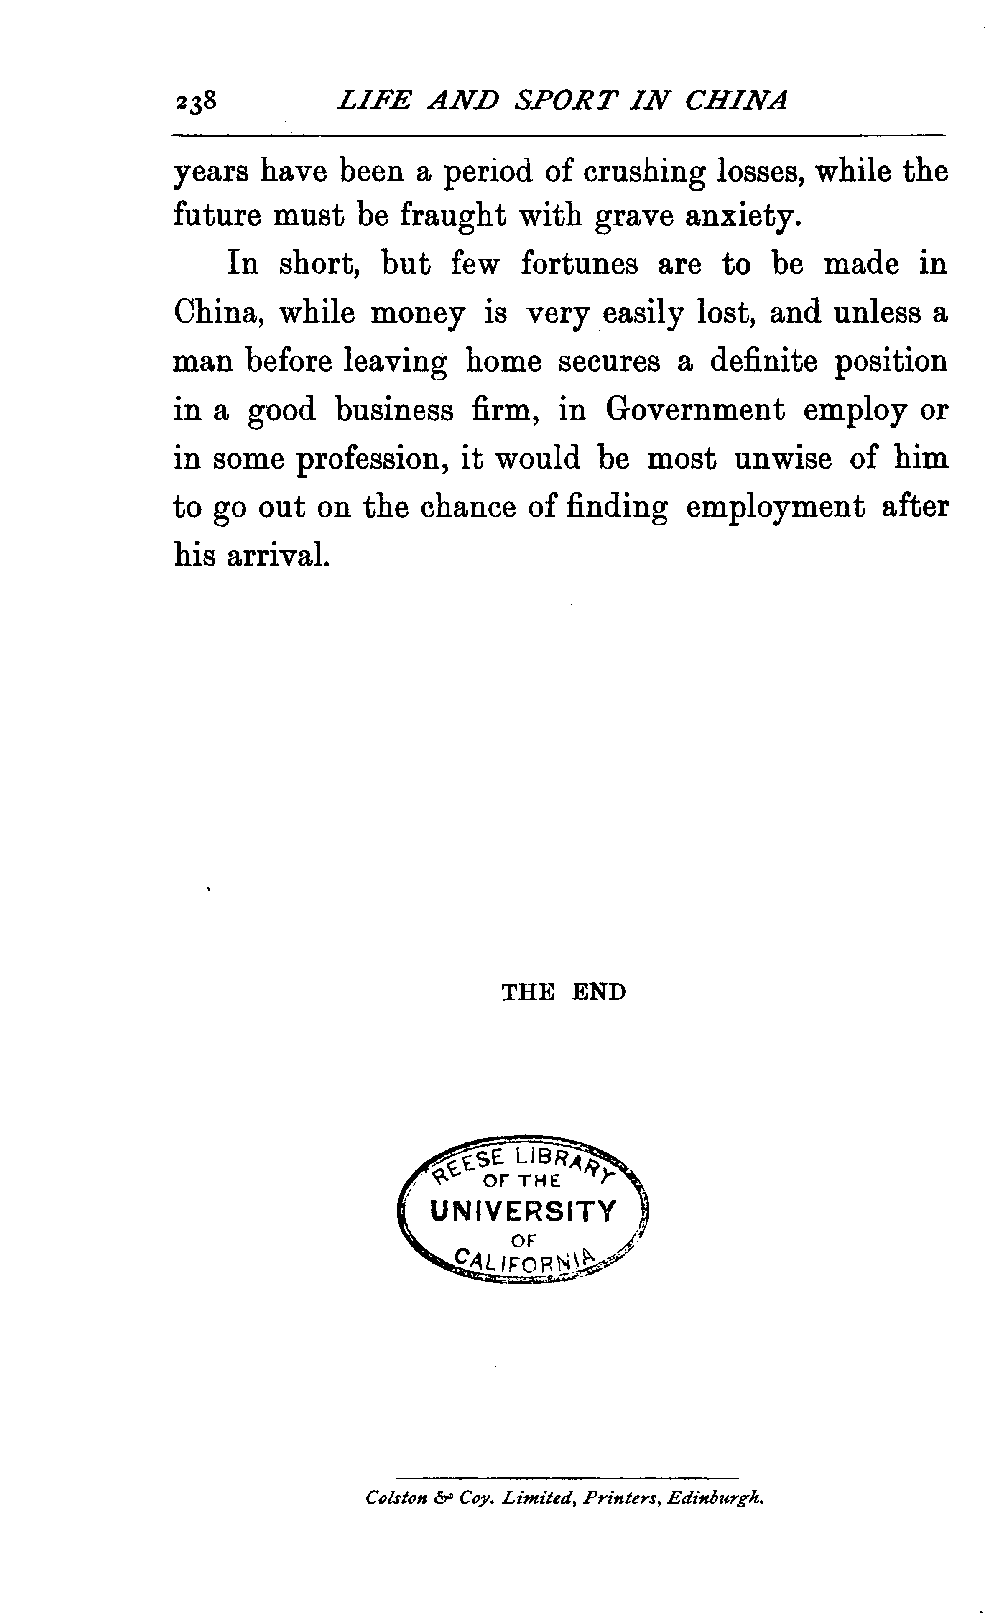 238 LIFE AND SPORT IN CHINA
years have been a period of crushing losses, while the
future must be fraught with grave anxiety.
In short, but few fortunes are to be made in
China, while money is very easily lost, and unless a
man before leaving home secures a definite position
in a good business firm, in Government employ or
in some profession, it would be most unwise of him
to go out on the chance of finding employment after
his arrival.
THE END
REESE LIBRARY
OF THE
UNIVERSITY
OF
CALIFORNIA
Colston & Coy. Limited, Printers, Edinburgh.